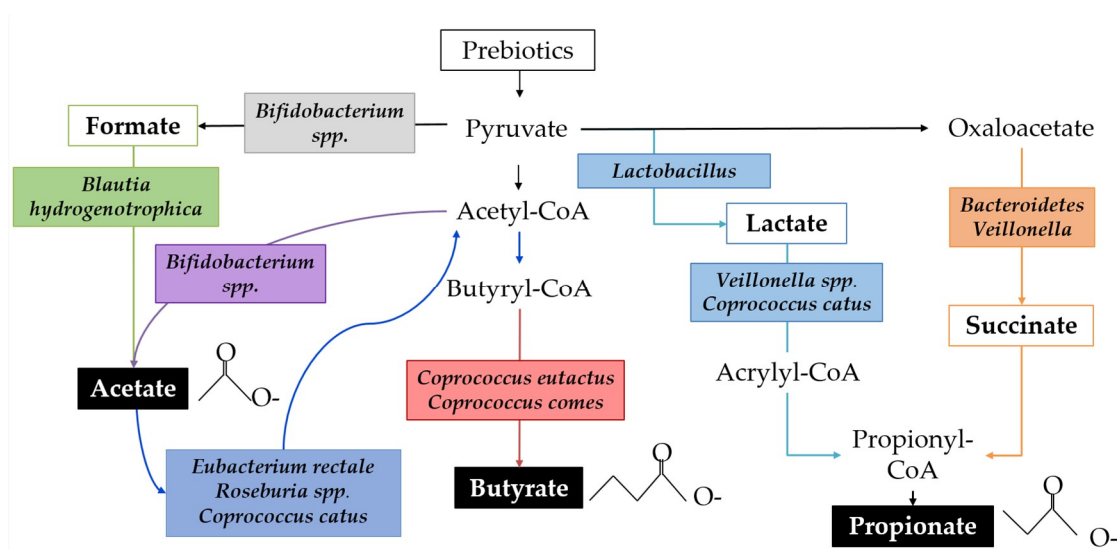 Prebiotics
Formate
Bifidobacterium
spp.
Pyruvate
Oxaloacetate
Lactobacillus
Blautia
hydrogenotrophica
Acetyl-CoA
Lactate
Bacteroidetes
Veillonella
Bifidobacterium
spp.
Butyryl-CoA
Veillonella spp.
Coprococcus catus
Succinate
Acetate
O
O-
Coprococcus eutactus
Coprococcus comes
Acrylyl-CoA
Eubacterium rectale
Roseburia spp.
Coprococcus catus
Butyrate
O
O-
Propionyl-
CoA
Propionate
O
O-